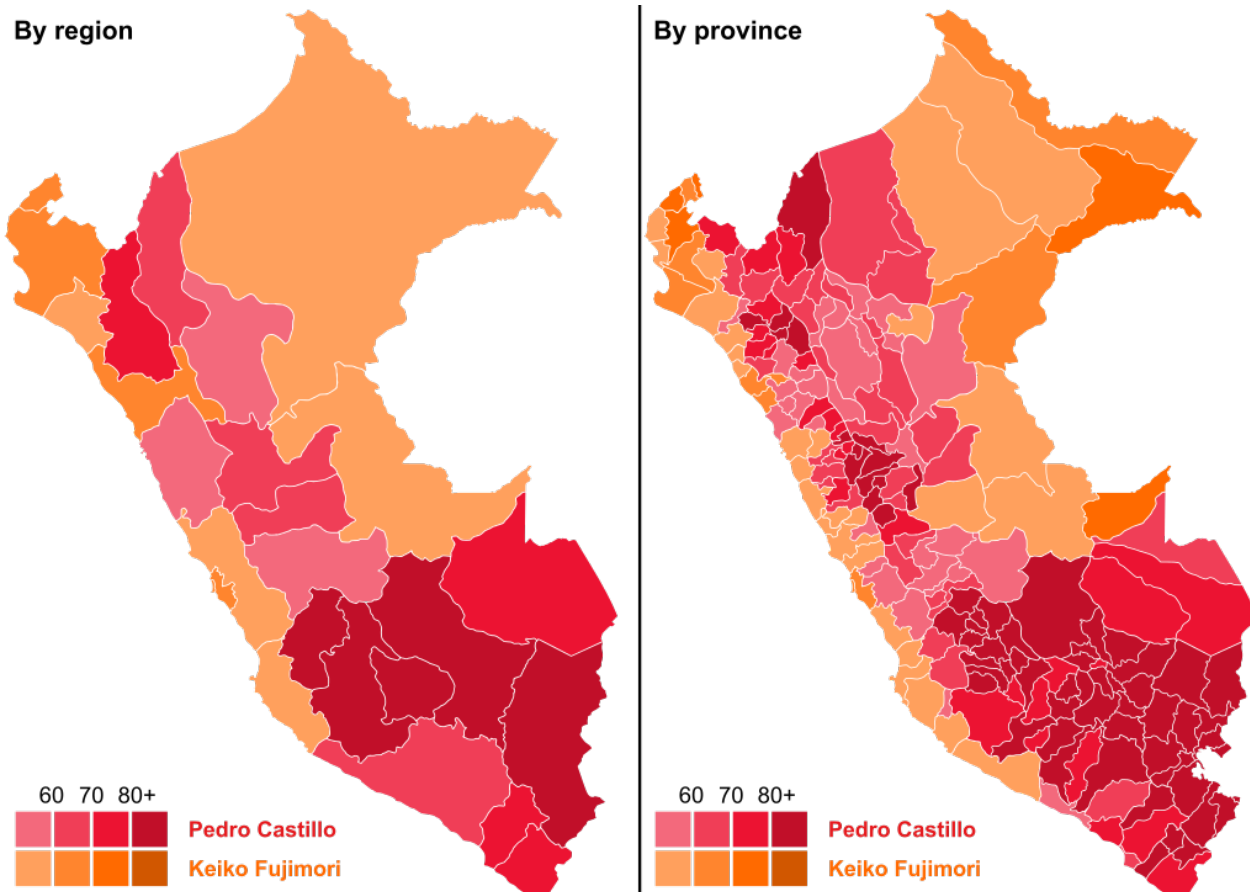 By region
60 70 80+
Pedro Castillo
Keiko Fujimori
By province
60 70 80+
Pedro Castillo
Keiko Fujimori